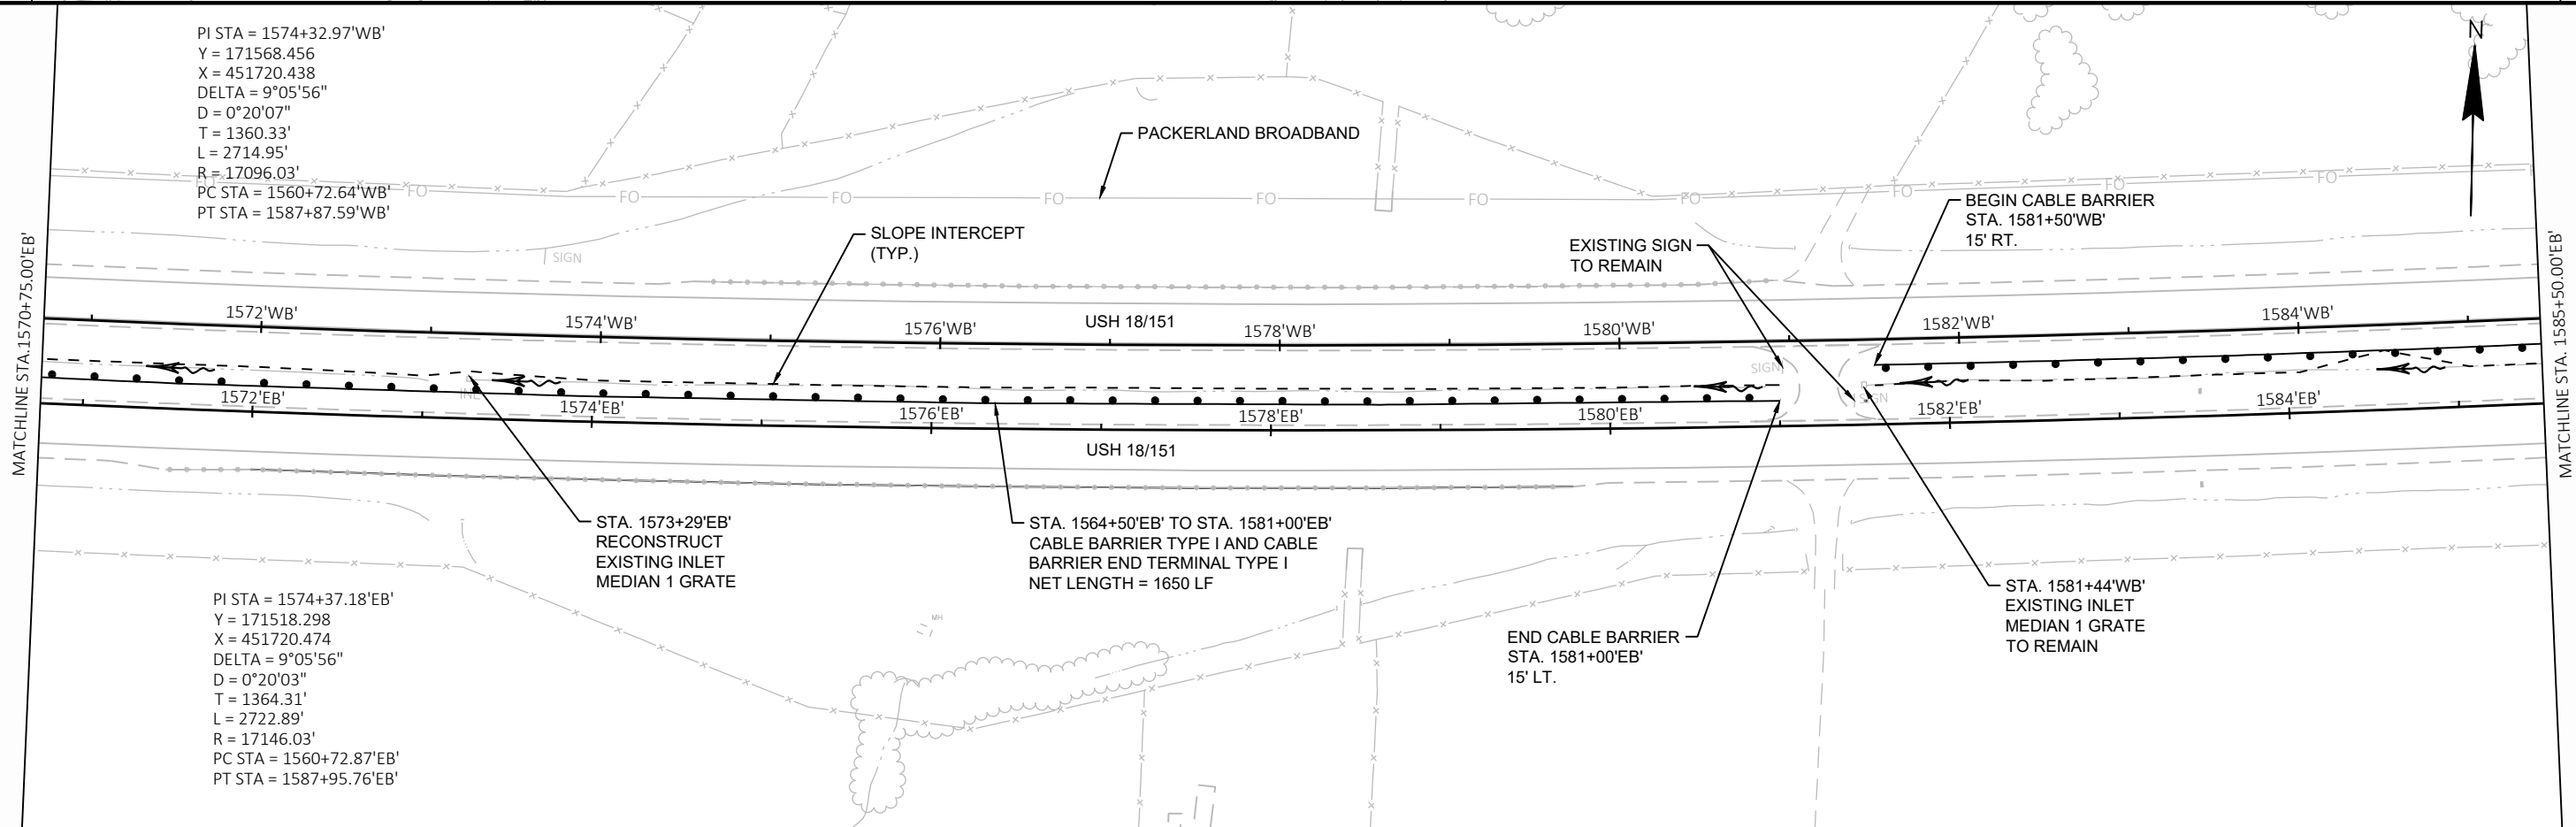 PI STA = 1574+32.97'WB'
Y = 171568.456
X = 451720.438
DELTA = 9°05'56"
D = 0°20'07"
T = 1360.33'
L = 2714.95'
R = 17096.03'
PC STA = 1560+72.64'WB'
PT STA = 1587+87.59'WB'
N
PACKERLAND BROADBAND
FO FO FO FO FO FO FO FO FO FO FO
BEGIN CABLE BARRIER
STA. 1581+50'WB'
15' RT.
SLOPE INTERCEPT
(TYP.)
EXISTING SIGN
TO REMAIN
SIGN
MATCHLINE STA.1570+75.00'EB'
MATCHLINE STA. 1585+50.00'EB'
1572'WB' 1574'WB' 1576'WB' USH 18/151 1578'WB' 1580'WB' 1582'WB' 1584'WB'
SIGN
SIGN
INL
1572'EB' 1574'EB' 1576'EB' 1578'EB' 1580'EB' 1582'EB' 1584'EB'
USH 18/151
STA. 1573+29'EB'
RECONSTRUCT
EXISTING INLET
MEDIAN 1 GRATE
STA. 1564+50'EB' TO STA. 1581+00'EB'
CABLE BARRIER TYPE I AND CABLE
BARRIER END TERMINAL TYPE I
NET LENGTH = 1650 LF
STA. 1581+44'WB'
EXISTING INLET
MEDIAN 1 GRATE
TO REMAIN
END CABLE BARRIER
STA. 1581+00'EB'
15' LT.
MH
PI STA = 1574+37.18'EB'
Y = 171518.298
X = 451720.474
DELTA = 9°05'56"
D = 0°20'03"
T = 1364.31'
L = 2722.89'
R = 17146.03'
PC STA = 1560+72.87'EB'
PT STA = 1587+95.76'EB'